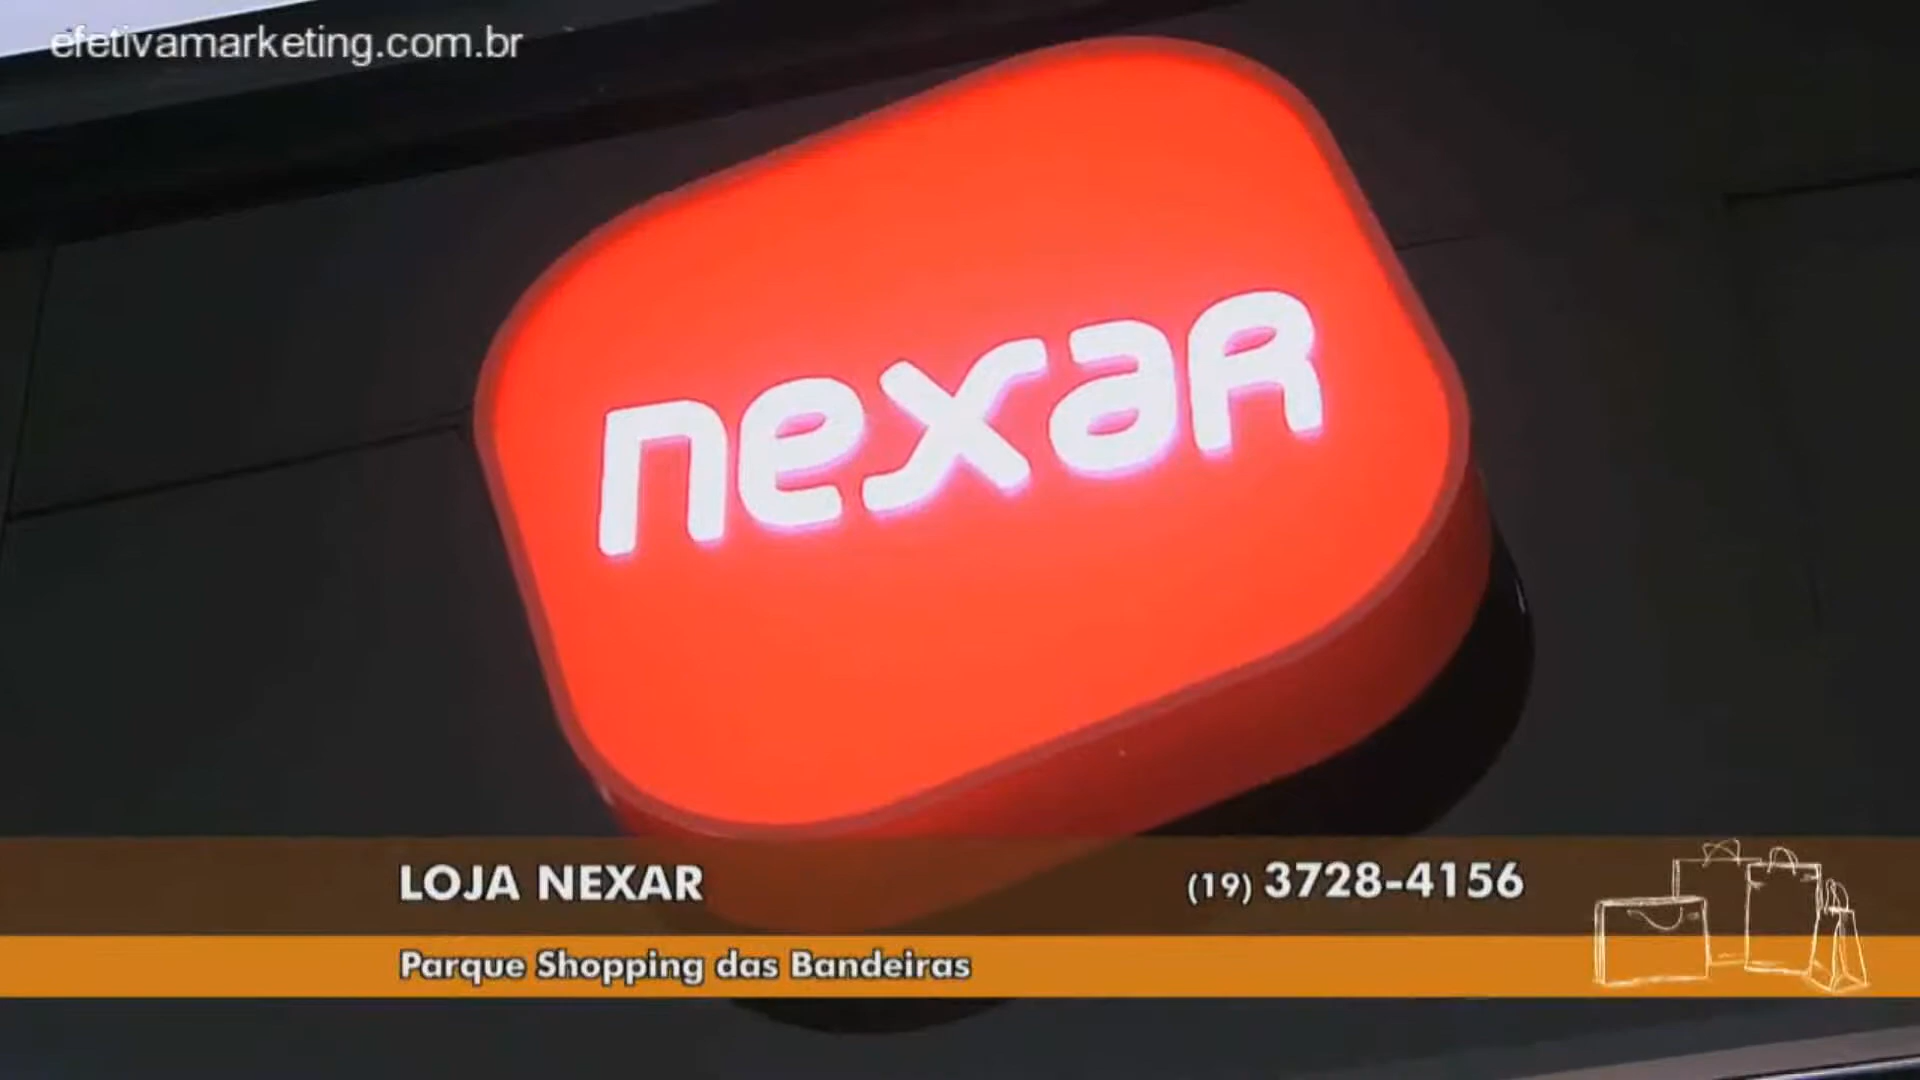 efetivamarketing.com.br
nexaR
LOJA NEXAR
(19) 3728-4156
Parque Shopping das Bandeiras